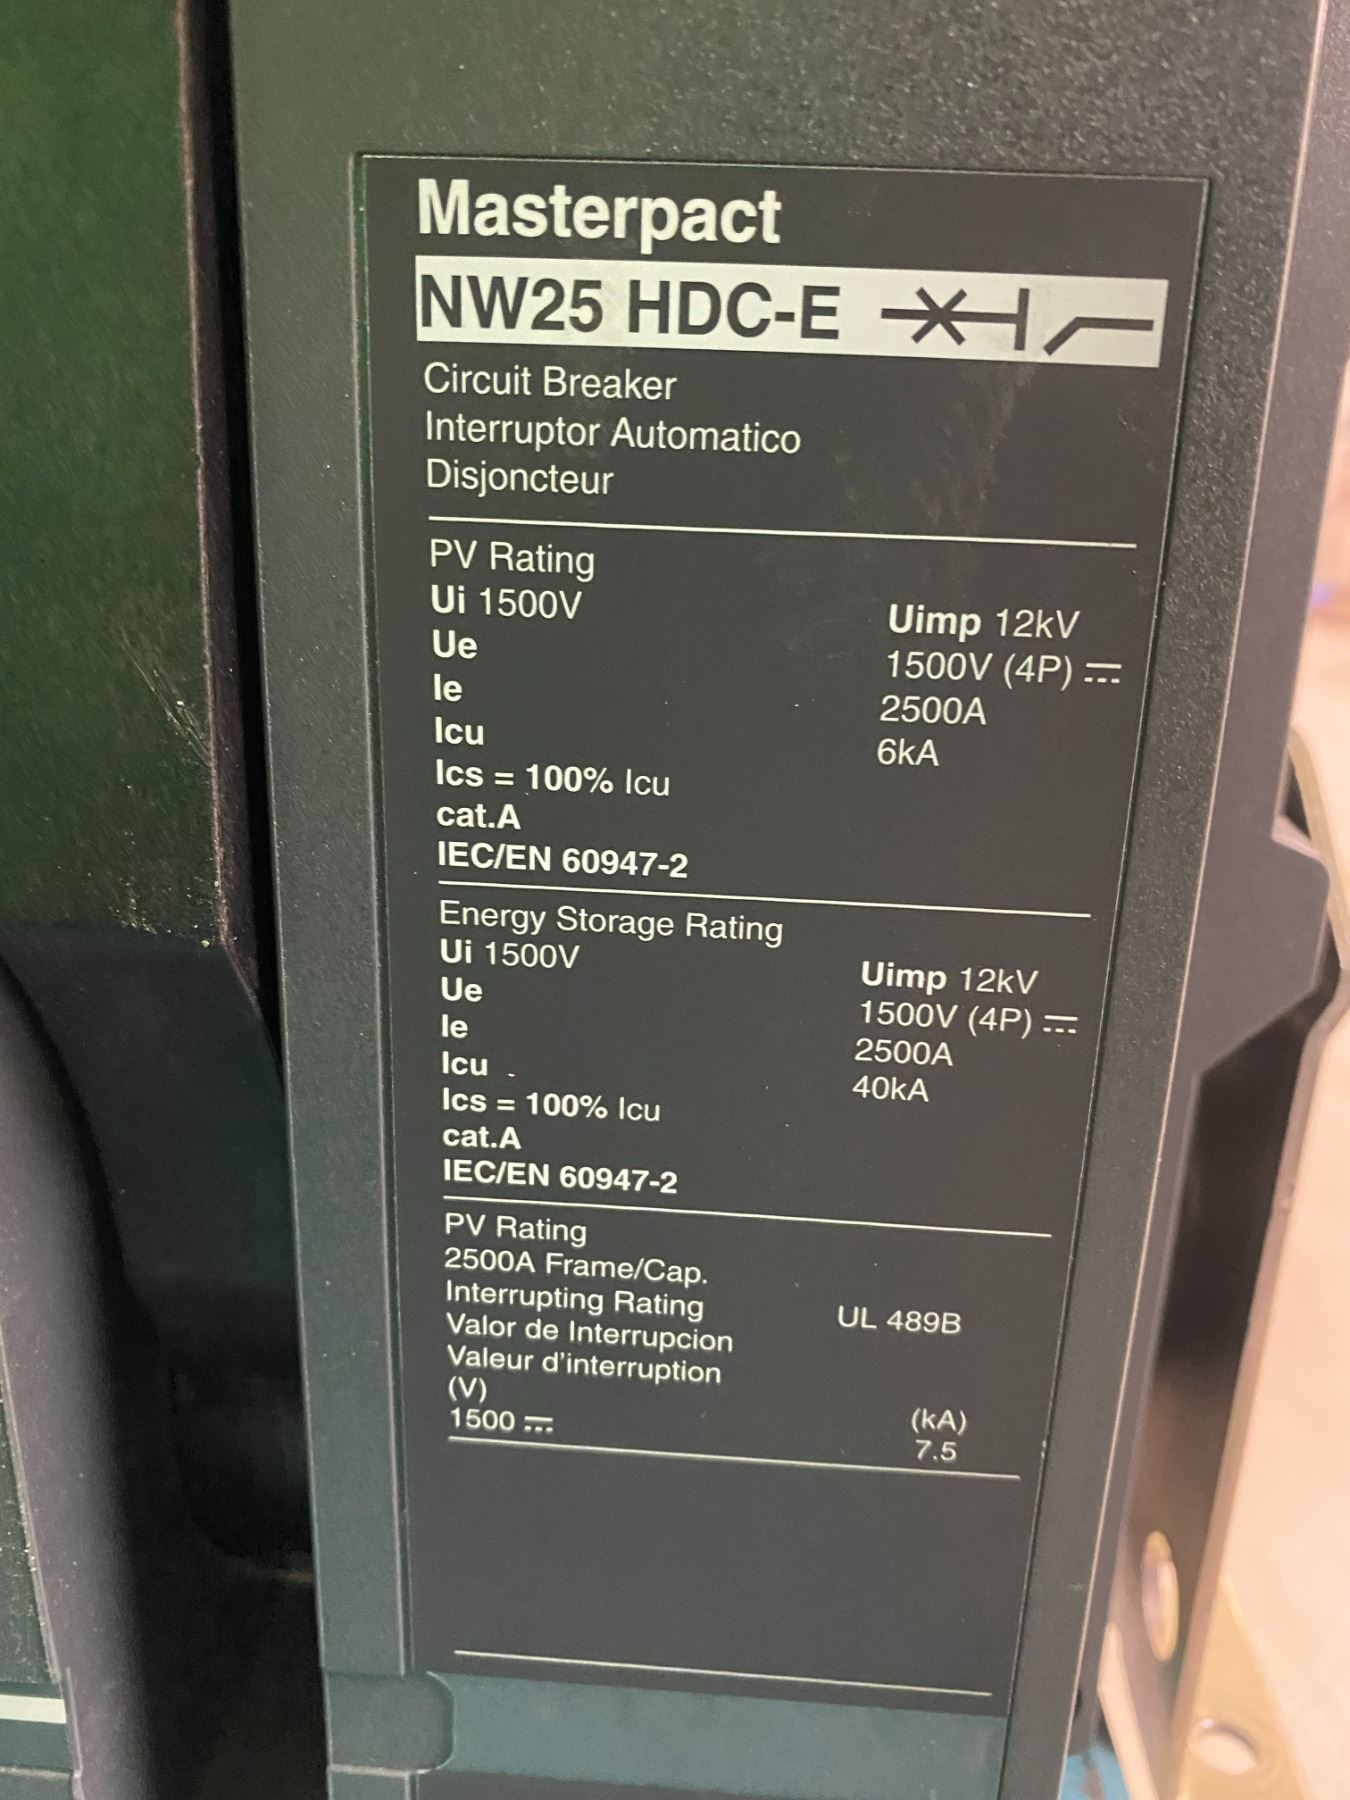 Masterpact
NW25 HDC-E
Circuit Breaker
Interruptor Automatico
Disjoncteur
PV Rating
Ui 1500V Uimp 12kV
Ue 1500V (4P)
Ie 2500A
Icu 6kA
Ics = 100% Icu
cat.A
IEC/EN 60947-2
Energy Storage Rating
Ui 1500V Uimp 12kV
Ue 1500V (4P)
Ie 2500A
Icu 40kA
Ics = 100% Icu
cat.A
IEC/EN 60947-2
PV Rating
2500A Frame/Cap.
Interrupting Rating UL 489B
Valor de Interrupcion
Valeur d'interruption
(V) (kA)
1500 7.5